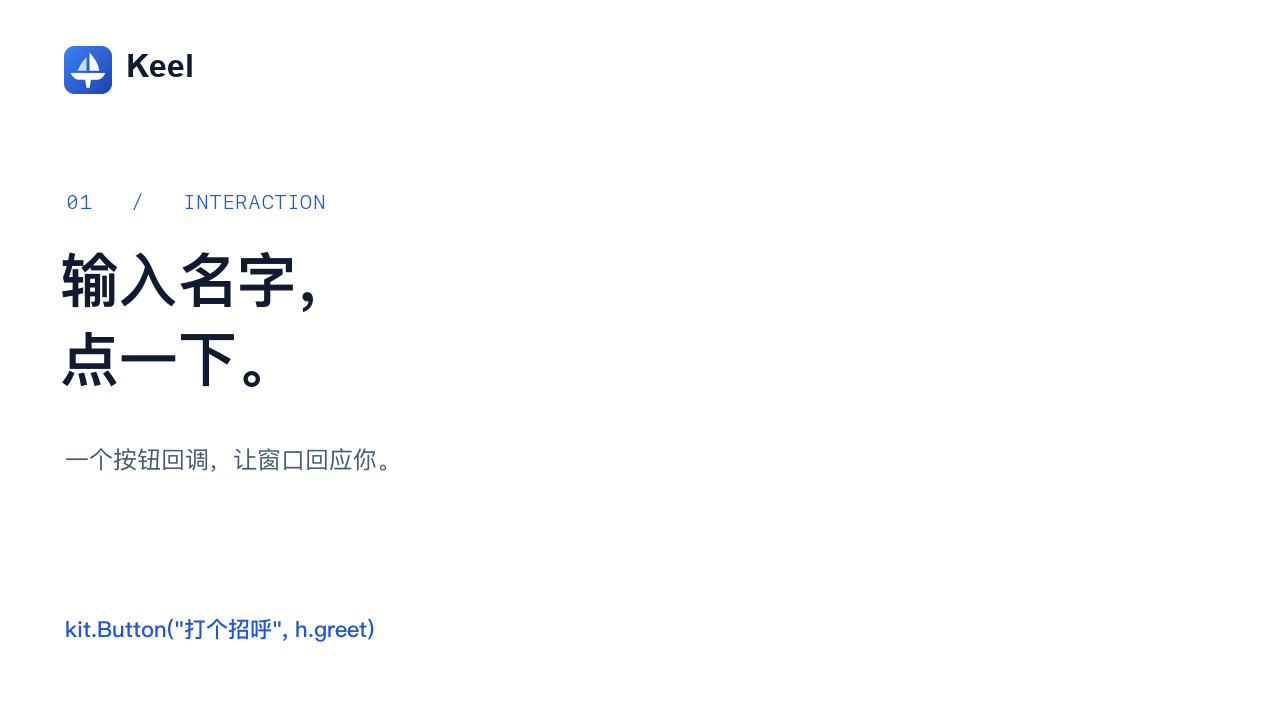 Keel
01 / INTERACTION
输入名字，
点一下。
一个按钮回调，让窗口回应你。
kit.Button("打个招呼", h.greet)